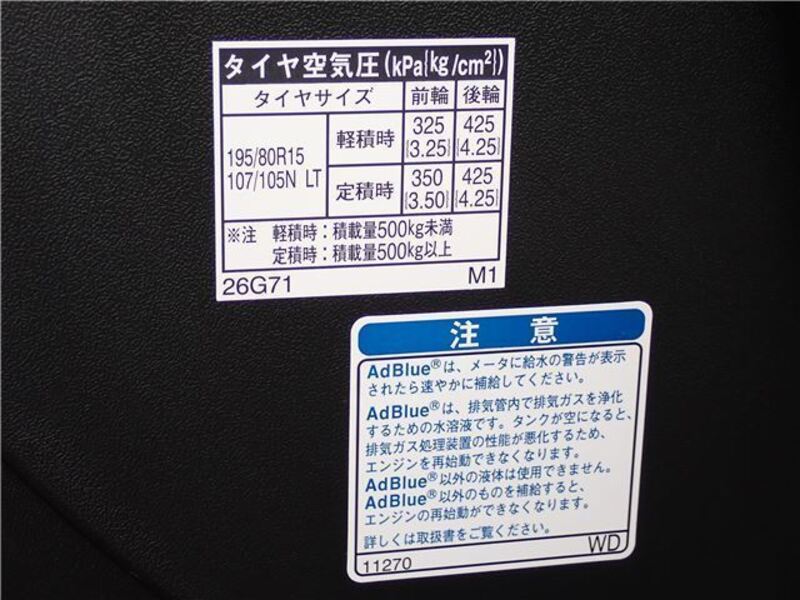 タイヤ空気圧(kPa{kg/cm²})
タイヤサイズ 前輪 後輪
195/80R15
107/105N LT
軽積時 325 425
{3.25} {4.25}
定積時 350 425
{3.50} {4.25}
※注 軽積時：積載量500kg未満
定積時：積載量500kg以上
26G71 M1
注 意
AdBlue®は、メータに給水の警告が表示
されたら速やかに補給してください。
AdBlue®は、排気管内で排気ガスを浄化
するための水溶液です。タンクが空になると、
排気ガス処理装置の性能が悪化するため、
エンジンを再始動できなくなります。
AdBlue®以外の液体は使用できません。
AdBlue®以外のものを補給すると、
エンジンの再始動ができなくなります。
詳しくは取扱書をご覧ください。
11270 WD